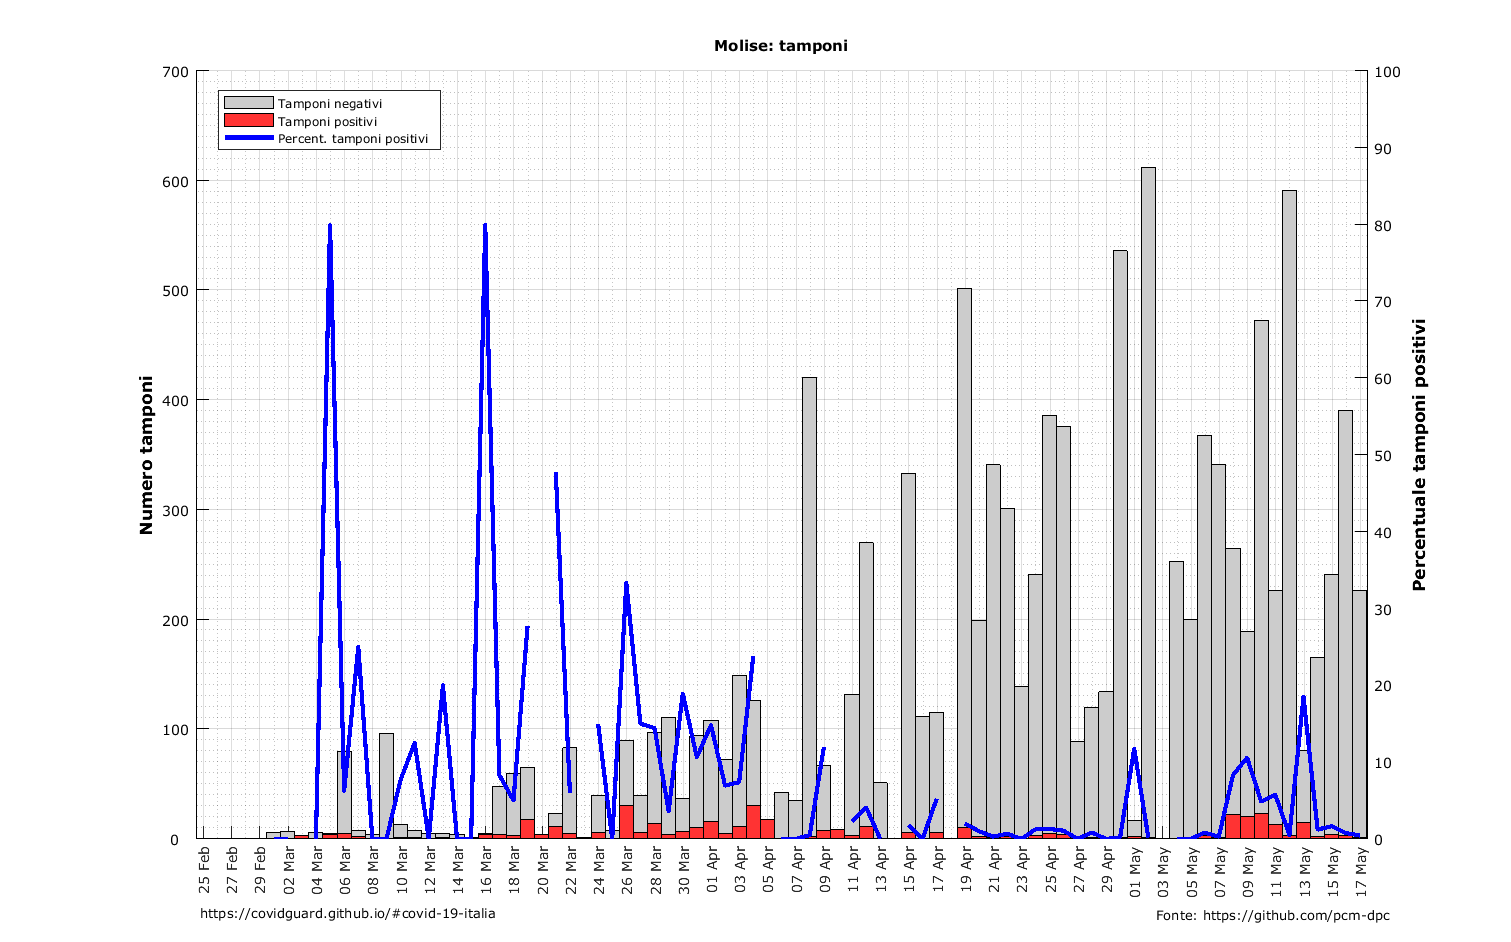 Molise: tamponi
700
600
500
400
300
200
100
0
100
90
80
70
60
50
40
30
20
10
0
Tamponi negativi
Tamponi positivi
Percent. tamponi positivi
Numero tamponi
Percentuale tamponi positivi
25 Feb
27 Feb
29 Feb
02 Mar
04 Mar
06 Mar
08 Mar
10 Mar
12 Mar
14 Mar
16 Mar
18 Mar
20 Mar
22 Mar
24 Mar
26 Mar
28 Mar
30 Mar
01 Apr
03 Apr
05 Apr
07 Apr
09 Apr
11 Apr
13 Apr
15 Apr
17 Apr
19 Apr
21 Apr
23 Apr
25 Apr
27 Apr
29 Apr
01 May
03 May
05 May
07 May
09 May
11 May
13 May
15 May
17 May
https://covidguard.github.io/#covid-19-italia
Fonte: https://github.com/pcm-dpc